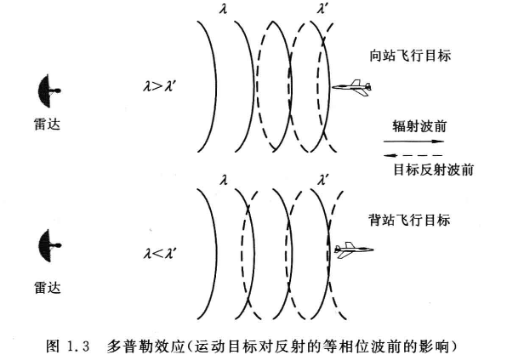 λ λ′
向站飞行目标
λ>λ′
雷达
辐射波前
目标反射波前
λ λ′
背站飞行目标
λ<λ′
雷达
图 1.3 多普勒效应(运动目标对反射的等相位波前的影响)